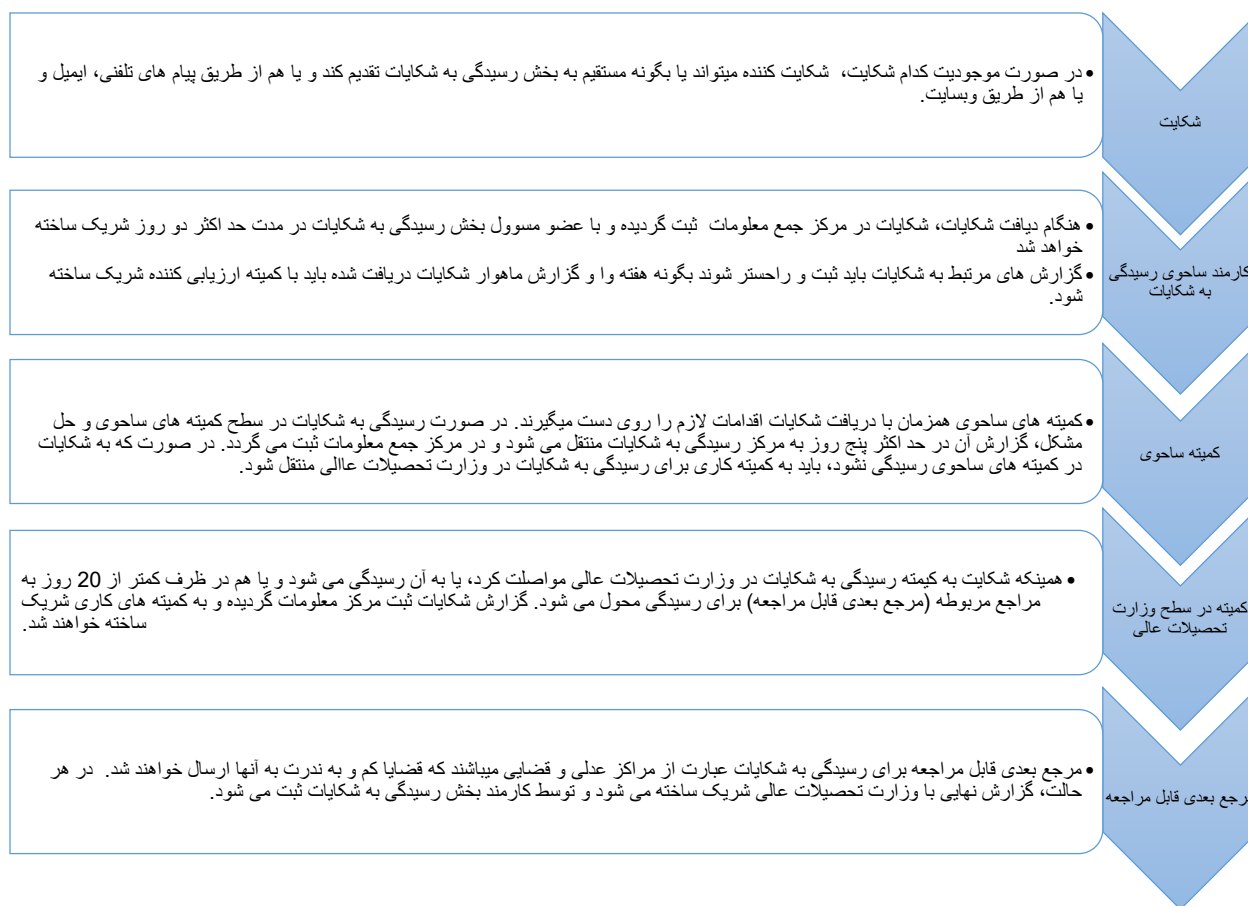 شکایت
•در صورت موجودیت کدام شکایت، شکایت کننده میتواند یا بگونه مستقیم به بخش رسیدگی به شکایات تقدیم کند و یا هم از طریق پیام های تلفنی، ایمیل و
یا هم از طریق وبسایت.
کارمند ساحوی رسیدگی
به شکایات
•هنگام دیافت شکایات، شکایات در مرکز جمع معلومات ثبت گردیده و با عضو مسوول بخش رسیدگی به شکایات در مدت حد اکثر دو روز شریک ساخته
خواهد شد
•گزارش های مرتبط به شکایات باید ثبت و راحستر شوند بگونه هفته وا و گزارش ماهوار شکایات دریافت شده باید با کمیته ارزیابی کننده شریک ساخته
شود.
کمیته ساحوی
•کمیته های ساحوی همزمان با دریافت شکایات اقدامات لازم را روی دست میگیرند. در صورت رسیدگی به شکایات در سطح کمیته های ساحوی و حل
مشکل، گزارش آن در حد اکثر پنج روز به مرکز رسیدگی به شکایات منتقل می شود و در مرکز جمع معلومات ثبت می گردد. در صورت که به شکایات
در کمیته های ساحوی رسیدگی نشود، باید به کمیته کاری برای رسیدگی به شکایات در وزارت تحصیلات عاالی منتقل شود.
کمیته در سطح وزارت
تحصیلات عالی
•همینکه شکایت به کیمته رسیدگی به شکایات در وزارت تحصیلات عالی مواصلت کرد، یا به آن رسیدگی می شود و یا هم در ظرف کمتر از 20 روز به
مراجع مربوطه (مرجع بعدی قابل مراجعه) برای رسیدگی محول می شود. گزارش شکایات ثبت مرکز معلومات گردیده و به کمیته های کاری شریک
ساخته خواهند شد.
مرجع بعدی قابل مراجعه
•مرجع بعدی قابل مراجعه برای رسیدگی به شکایات عبارت از مراکز عدلی و قضایی میباشند که قضایا کم و به ندرت به آنها ارسال خواهند شد. در هر
حالت، گزارش نهایی با وزارت تحصیلات عالی شریک ساخته می شود و توسط کارمند بخش رسیدگی به شکایات ثبت می شود.